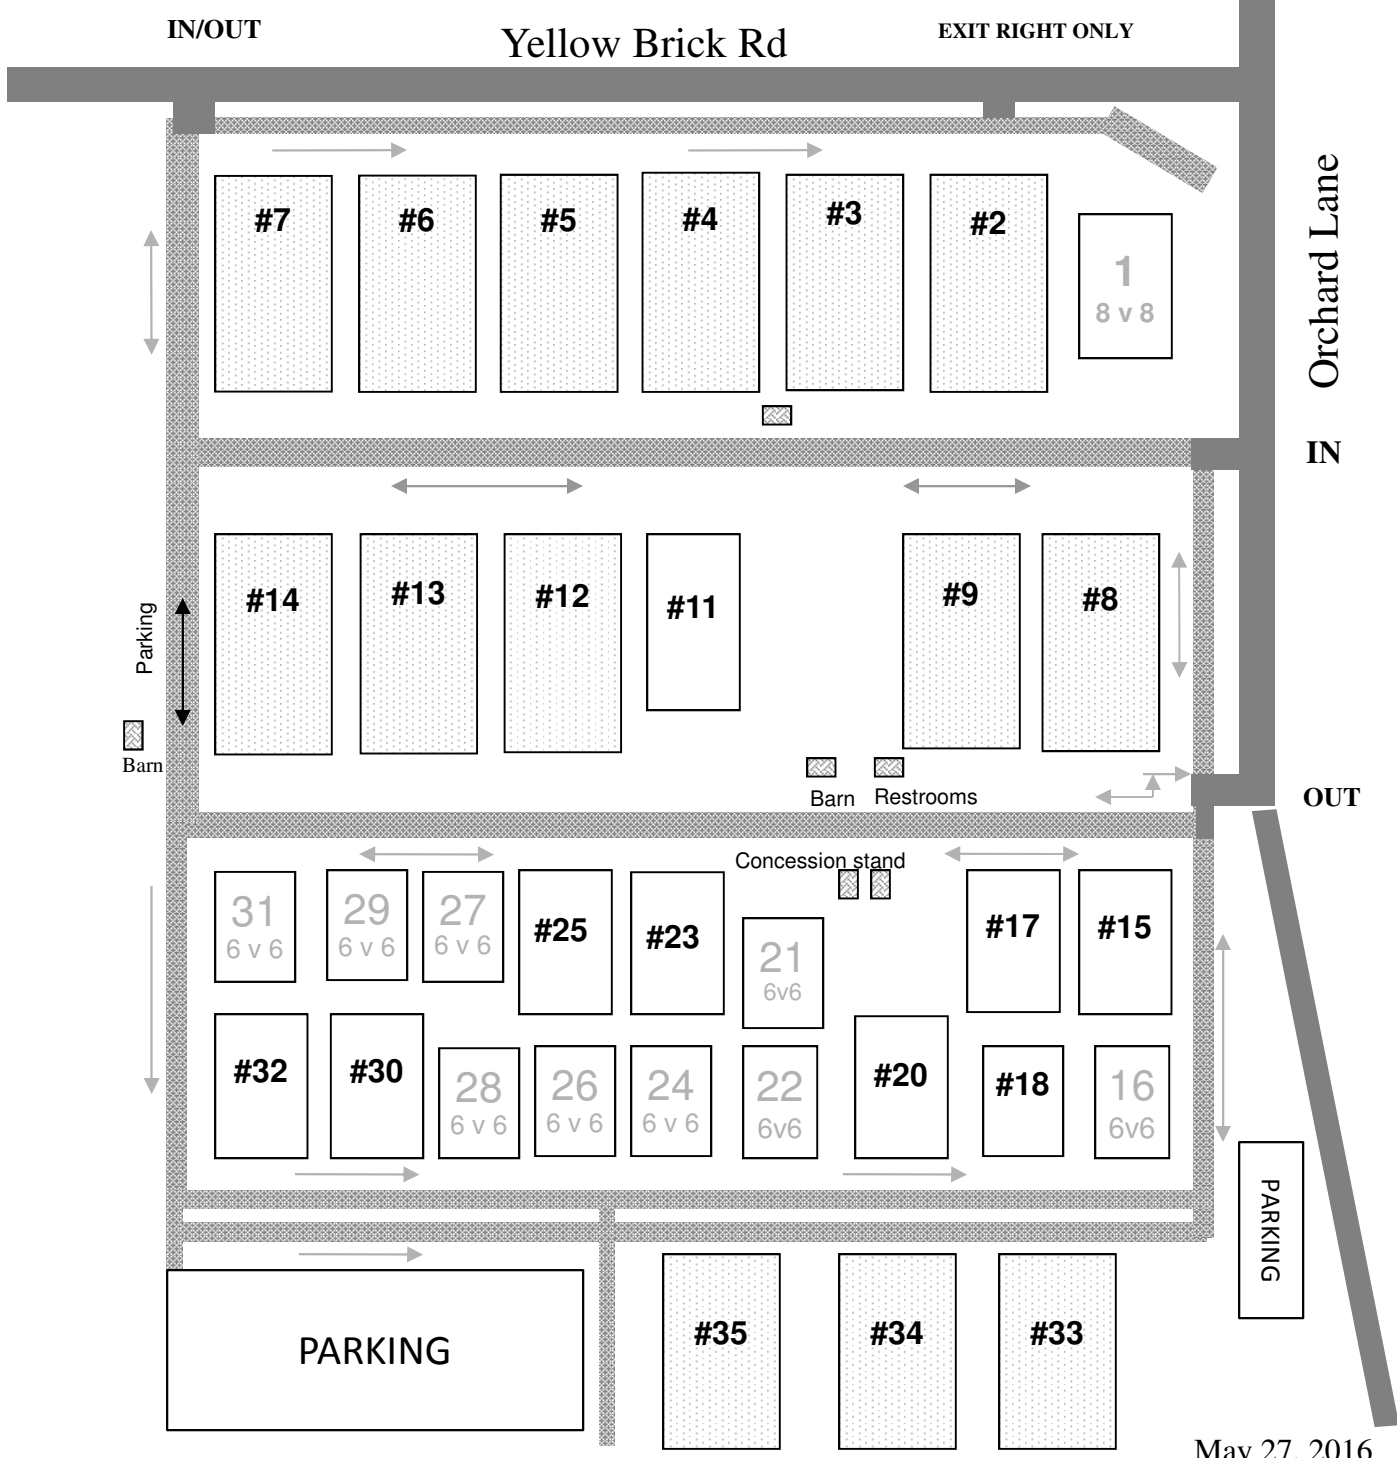 IN/OUT
Yellow Brick Rd
EXIT RIGHT ONLY
Orchard Lane
#7
#6
#5
#4
#3
#2
1
8 v 8
IN
#14
#13
#12
#11
#9
#8
Parking
Barn
Barn
Restrooms
OUT
Concession stand
31
6 v 6
29
6 v 6
27
6 v 6
#25
#23
21
6v6
#17
#15
#32
#30
28
6 v 6
26
6 v 6
24
6 v 6
22
6v6
#20
#18
16
6v6
PARKING
PARKING
#35
#34
#33
May 27, 2016